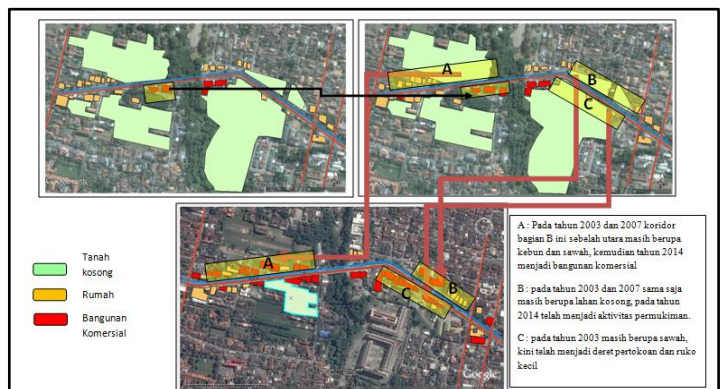 A
B
C
A
B
C
Google
Tanah
kosong
Rumah
Bangunan
Komersial
A : Pada tahun 2003 dan 2007 koridor
bagian B ini sebelah utara masih berupa
kebun dan sawah, kemudian tahun 2014
menjadi bangunan komersial
B : pada tahun 2003 dan 2007 sama saja
masih berupa lahan kosong, pada tahun
2014 telah menjadi aktivitas permukiman.
C : pada tahun 2003 masih berupa sawah,
kini telah menjadi deret pertokoan dan ruko
kecil